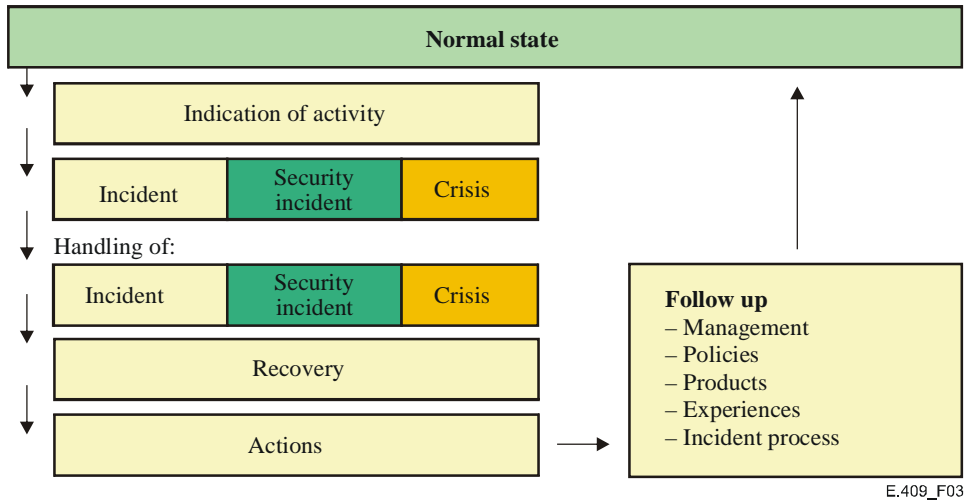 Normal state
Indication of activity
Incident
Security
incident
Crisis
Handling of:
Incident
Security
incident
Crisis
Recovery
Actions
Follow up
– Management
– Policies
– Products
– Experiences
– Incident process
E.409_F03